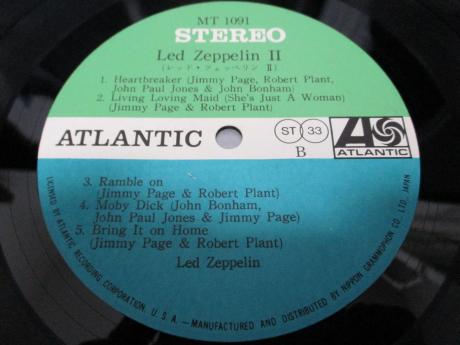 MT 1091
STEREO
Led Zeppelin II
(レッド・ツェッペリン II)
1. Heartbreaker (Jimmy Page, Robert Plant,
John Paul Jones & John Bonham)
2. Living Loving Maid (She's Just A Woman)
(Jimmy Page & Robert Plant)
ATLANTIC
ST 33
B
ATLANTIC
3. Ramble on
(Jimmy Page & Robert Plant)
4. Moby Dick (John Bonham,
John Paul Jones & Jimmy Page)
5. Bring It on Home
(Jimmy Page & Robert Plant)
Led Zeppelin
LICENSED BY ATLANTIC RECORDING CORPORATION, U.S.A.—MANUFACTURED AND DISTRIBUTED BY NIPPON GRAMMOPHON CO., LTD., JAPAN